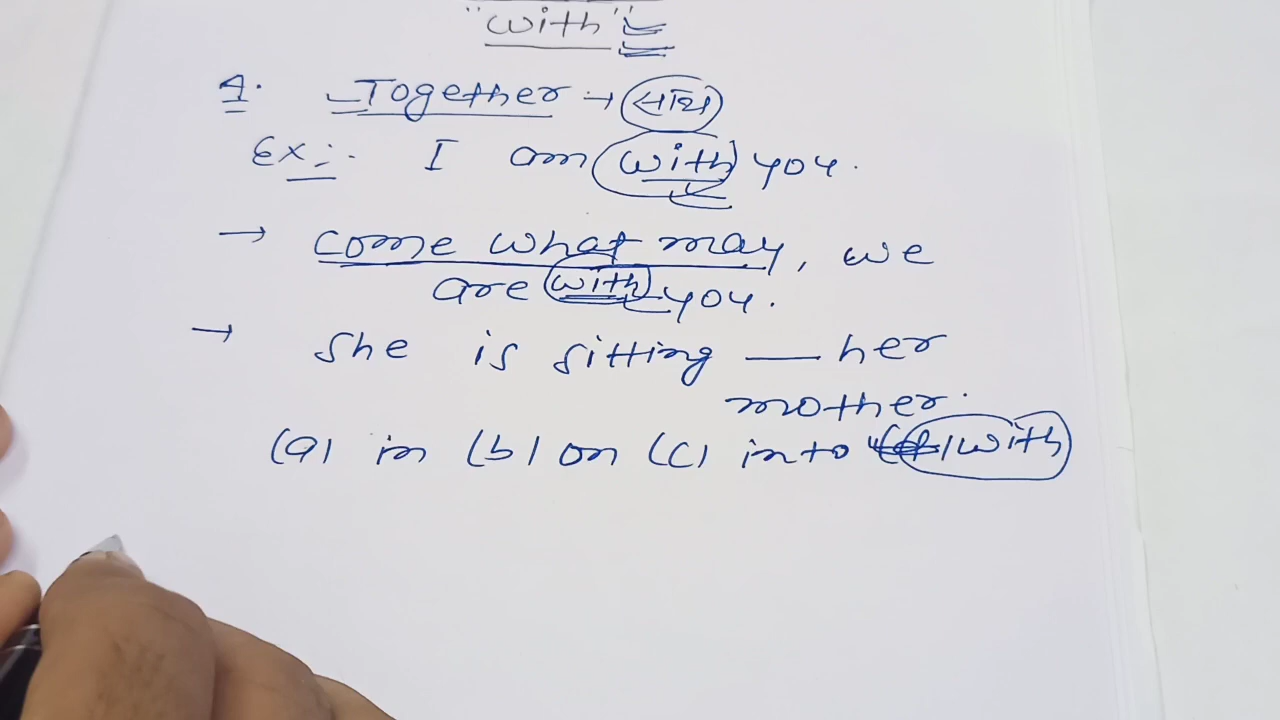 "with"
1. Together → (साथ)
Ex:- I am with you.
→ come what may, we
are with you.
→ She is sitting — her
mother.
(a) in (b) on (c) into with